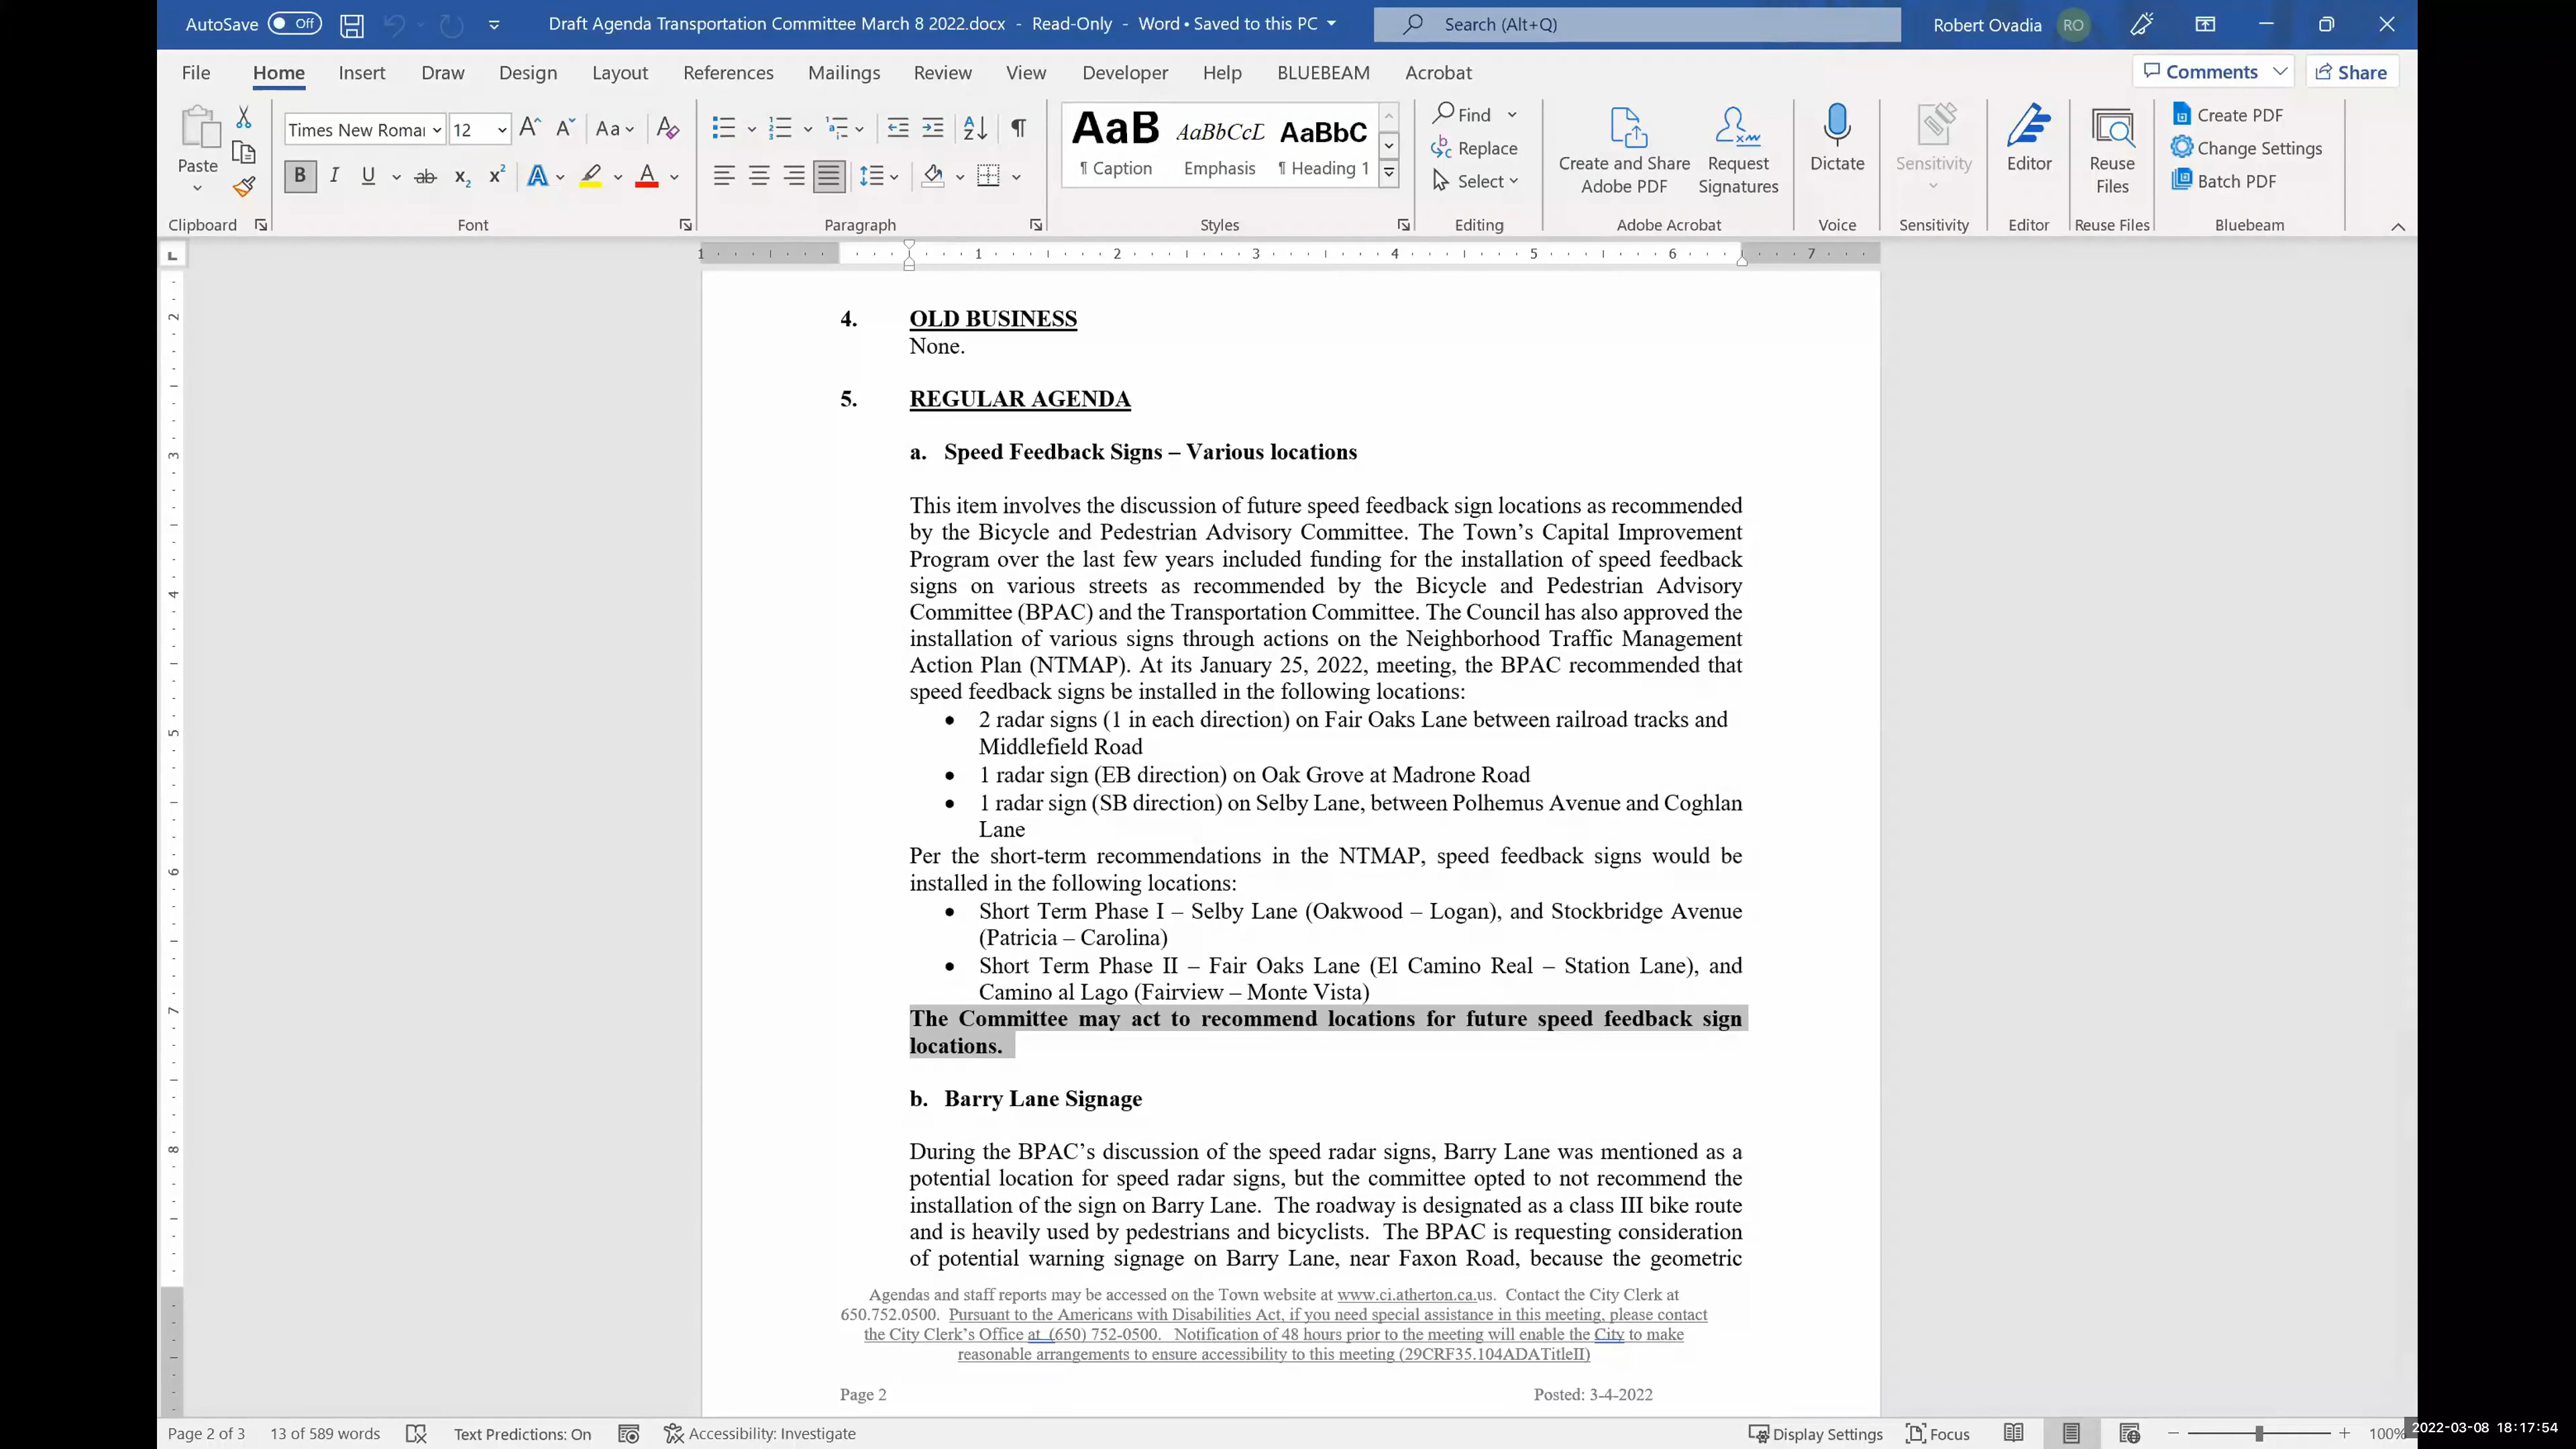 AutoSave Off Draft Agenda Transportation Committee March 8 2022.docx - Read-Only - Word • Saved to this PC Search (Alt+Q) Robert Ovadia RO
File Home Insert Draw Design Layout References Mailings Review View Developer Help BLUEBEAM Acrobat Comments Share
Paste
Times New Roma 12
AaB AaBbCcL AaBbC
¶ Caption Emphasis ¶ Heading 1
Find
Replace
Select
Create and Share Adobe PDF
Request Signatures
Dictate
Sensitivity
Editor
Reuse Files
Create PDF
Change Settings
Batch PDF
Clipboard Font Paragraph Styles Editing Adobe Acrobat Voice Sensitivity Editor Reuse Files Bluebeam
1 1 2 3 4 5 6 7
4. OLD BUSINESS
None.
5. REGULAR AGENDA
a. Speed Feedback Signs – Various locations
This item involves the discussion of future speed feedback sign locations as recommended
by the Bicycle and Pedestrian Advisory Committee. The Town’s Capital Improvement
Program over the last few years included funding for the installation of speed feedback
signs on various streets as recommended by the Bicycle and Pedestrian Advisory
Committee (BPAC) and the Transportation Committee. The Council has also approved the
installation of various signs through actions on the Neighborhood Traffic Management
Action Plan (NTMAP). At its January 25, 2022, meeting, the BPAC recommended that
speed feedback signs be installed in the following locations:
• 2 radar signs (1 in each direction) on Fair Oaks Lane between railroad tracks and
Middlefield Road
• 1 radar sign (EB direction) on Oak Grove at Madrone Road
• 1 radar sign (SB direction) on Selby Lane, between Polhemus Avenue and Coghlan
Lane
Per the short-term recommendations in the NTMAP, speed feedback signs would be
installed in the following locations:
• Short Term Phase I – Selby Lane (Oakwood – Logan), and Stockbridge Avenue
(Patricia – Carolina)
• Short Term Phase II – Fair Oaks Lane (El Camino Real – Station Lane), and
Camino al Lago (Fairview – Monte Vista)
The Committee may act to recommend locations for future speed feedback sign
locations.
b. Barry Lane Signage
During the BPAC’s discussion of the speed radar signs, Barry Lane was mentioned as a
potential location for speed radar signs, but the committee opted to not recommend the
installation of the sign on Barry Lane. The roadway is designated as a class III bike route
and is heavily used by pedestrians and bicyclists. The BPAC is requesting consideration
of potential warning signage on Barry Lane, near Faxon Road, because the geometric
Agendas and staff reports may be accessed on the Town website at www.ci.atherton.ca.us. Contact the City Clerk at
650.752.0500. Pursuant to the Americans with Disabilities Act, if you need special assistance in this meeting, please contact
the City Clerk’s Office at (650) 752-0500. Notification of 48 hours prior to the meeting will enable the City to make
reasonable arrangements to ensure accessibility to this meeting (29CRF35.104ADATitleII)
Page 2 Posted: 3-4-2022
2
3
4
5
6
7
8
Page 2 of 3 13 of 589 words Text Predictions: On Accessibility: Investigate Display Settings Focus 100% 2022-03-08 18:17:54